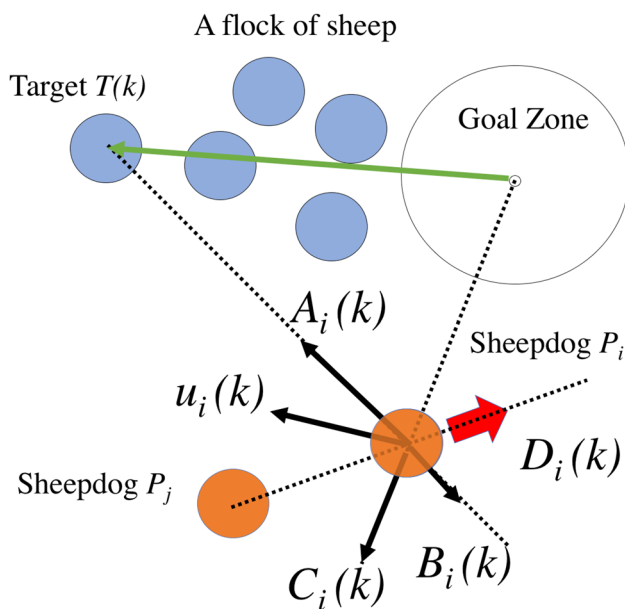 A flock of sheep
Target T(k)
Goal Zone
A_i(k)
Sheepdog P_i
u_i(k)
D_i(k)
Sheepdog P_j
B_i(k)
C_i(k)